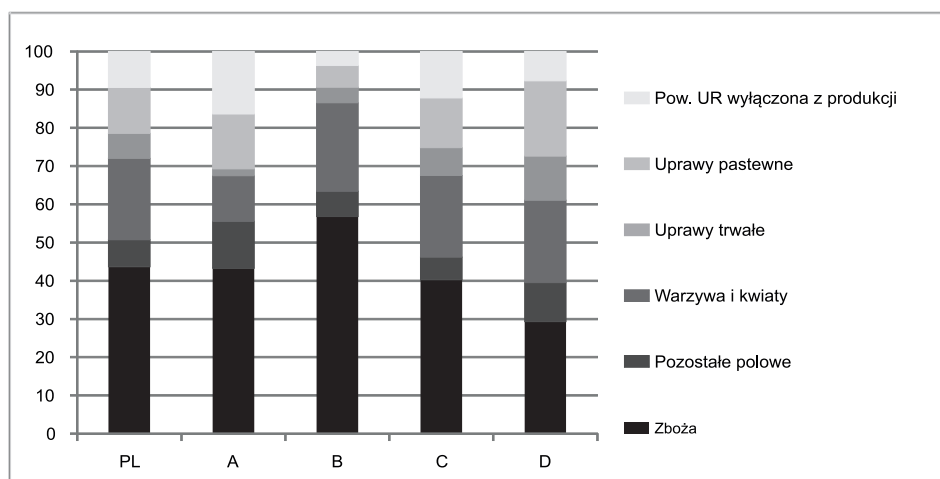 100
90
80
70
60
50
40
30
20
10
0
PL A B C D
Pow. UR wyłączona z produkcji
Uprawy pastewne
Uprawy trwałe
Warzywa i kwiaty
Pozostałe polowe
Zboża